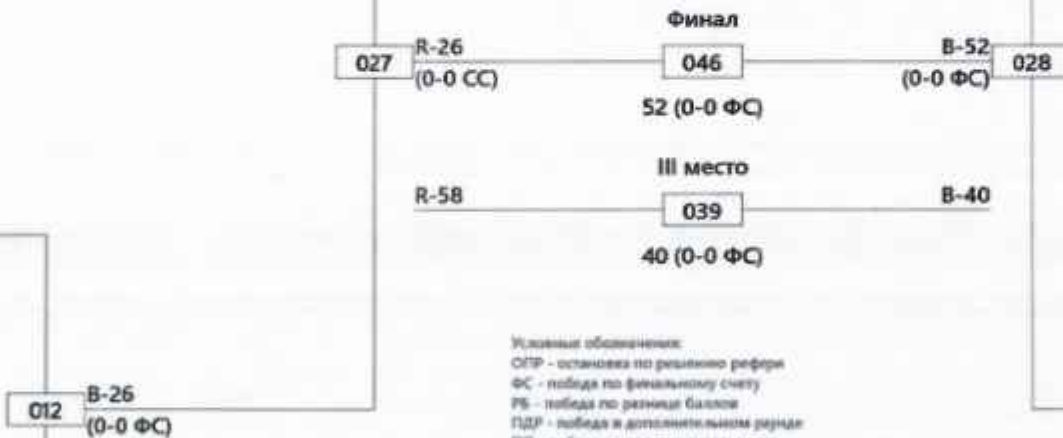 Финал
R-26
B-52
027
046
028
(0-0 CC)
(0-0 ФС)
52 (0-0 ФС)
III место
R-58
B-40
039
40 (0-0 ФС)
Условные обозначения:
ОПР - остановка по решению рефери
ФС - победа по финальному счету
РБ - победа по разнице баллов
ПДР - победа в дополнительном раунде
B-26
012
(0-0 ФС)